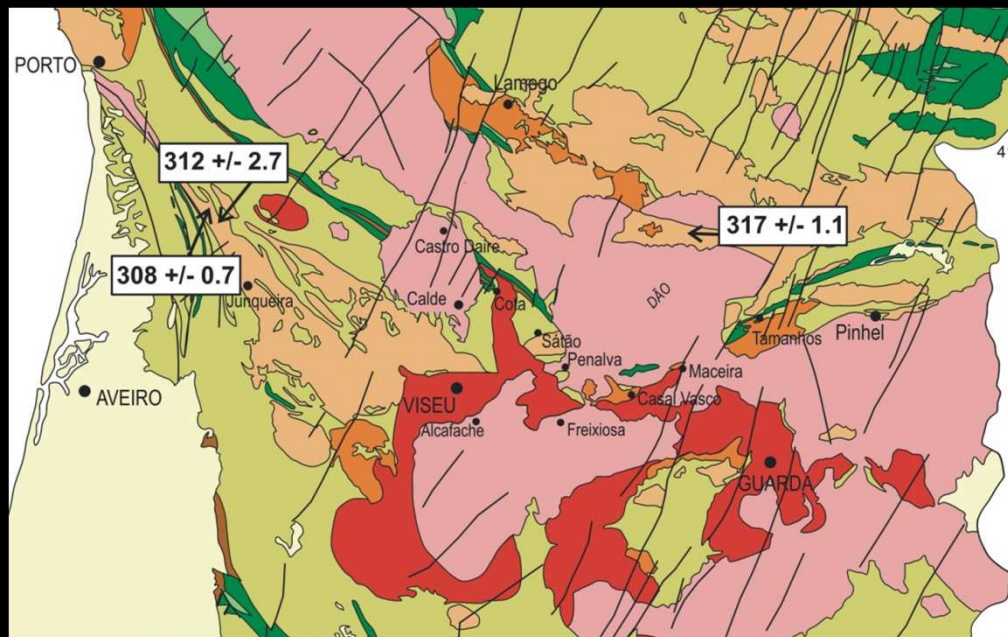 PORTO
Lamego
4
312 +/- 2.7
317 +/- 1.1
Castro Daire
308 +/- 0.7
Junqueira
Calde
Cota
DÃO
Sátão
Tamanhos
Pinhel
Penalva
Maceira
AVEIRO
VISEU
Casal Vasco
Alcafache
Freixiosa
GUARDA